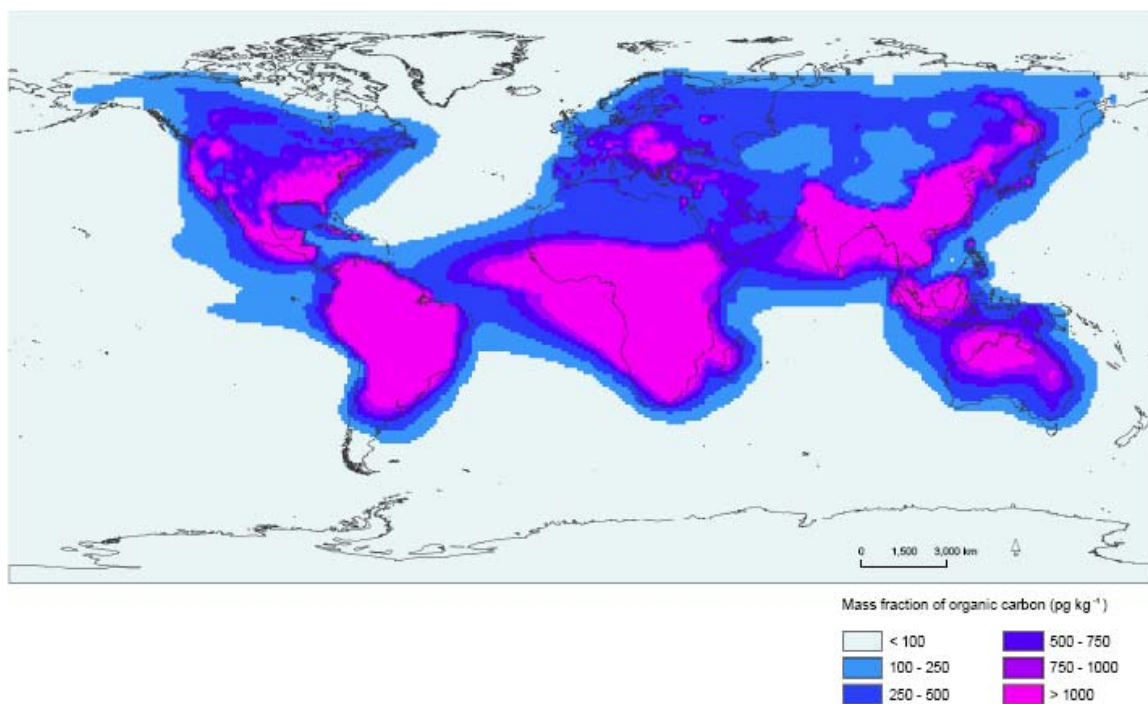 0 1,500 3,000 km
Mass fraction of organic carbon (pg kg⁻¹)
< 100 500 - 750
100 - 250 750 - 1000
250 - 500 > 1000